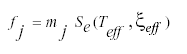 f_j = m_j S_e(T_eff, ξ_eff)